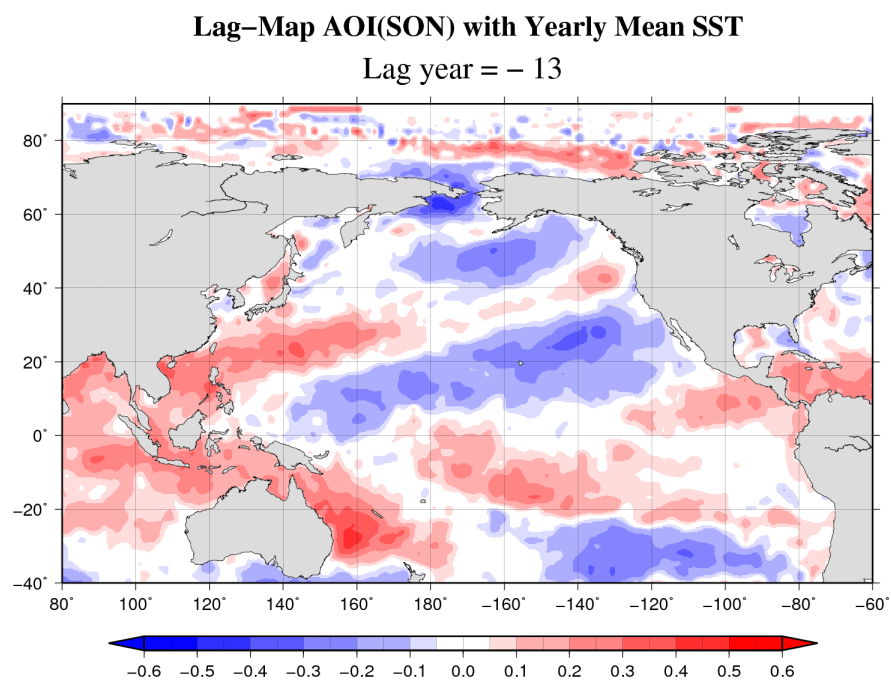 Lag–Map AOI(SON) with Yearly Mean SST
Lag year = – 13
80˚
60˚
40˚
20˚
0˚
−20˚
−40˚
80 100˚ 120˚ 140˚ 160˚ 180˚ −160˚ −140˚ −120˚ −100˚ −80˚ −60˚
−0.6 −0.5 −0.4 −0.3 −0.2 −0.1 0.0 0.1 0.2 0.3 0.4 0.5 0.6